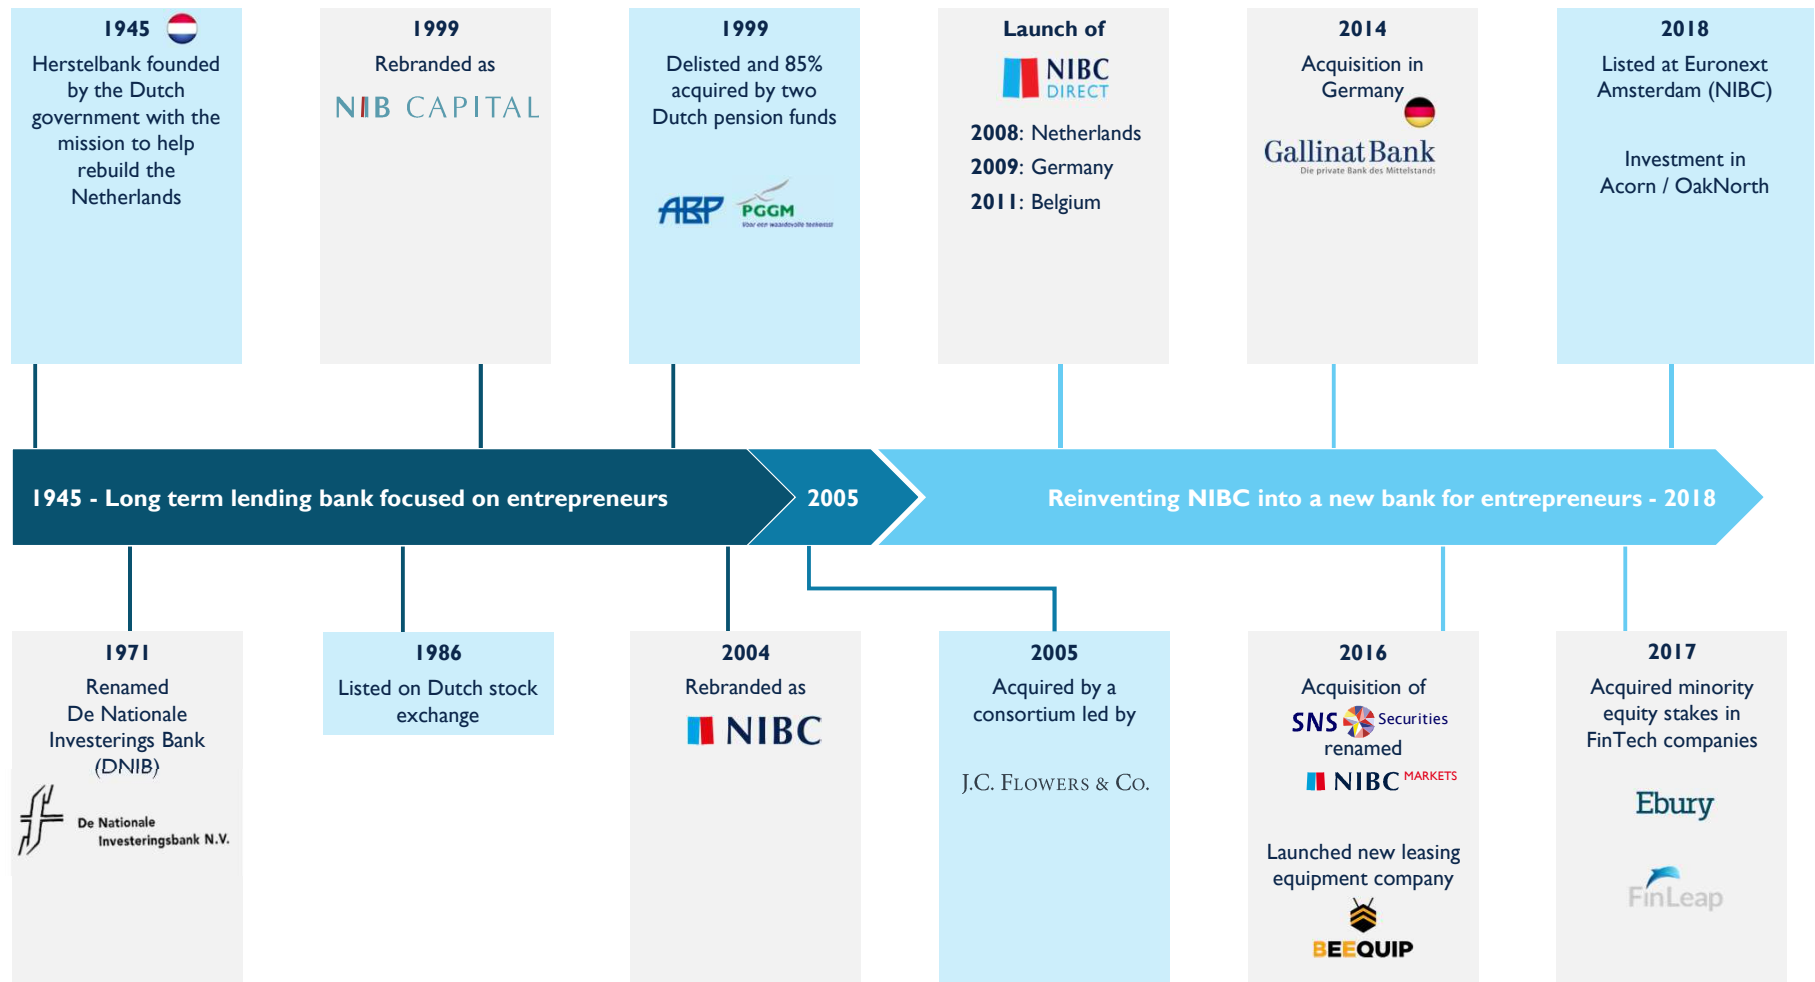 1945
Herstelbank founded
by the Dutch
government with the
mission to help
rebuild the
Netherlands
1999
Rebranded as
NIB CAPITAL
1999
Delisted and 85%
acquired by two
Dutch pension funds
ABP
PGGM
Voor een waardevolle toekomst
Launch of
NIBC
DIRECT
2008: Netherlands
2009: Germany
2011: Belgium
2014
Acquisition in
Germany
Gallinat Bank
Die private Bank des Mittelstands
2018
Listed at Euronext
Amsterdam (NIBC)
Investment in
Acorn / OakNorth
1945 - Long term lending bank focused on entrepreneurs
2005
Reinventing NIBC into a new bank for entrepreneurs - 2018
1971
Renamed
De Nationale
Investerings Bank
(DNIB)
De Nationale
Investeringsbank N.V.
1986
Listed on Dutch stock
exchange
2004
Rebranded as
NIBC
2005
Acquired by a
consortium led by
J.C. FLOWERS & CO.
2016
Acquisition of
SNS Securities
renamed
NIBC MARKETS
Launched new leasing
equipment company
BEEQUIP
2017
Acquired minority
equity stakes in
FinTech companies
Ebury
FinLeap